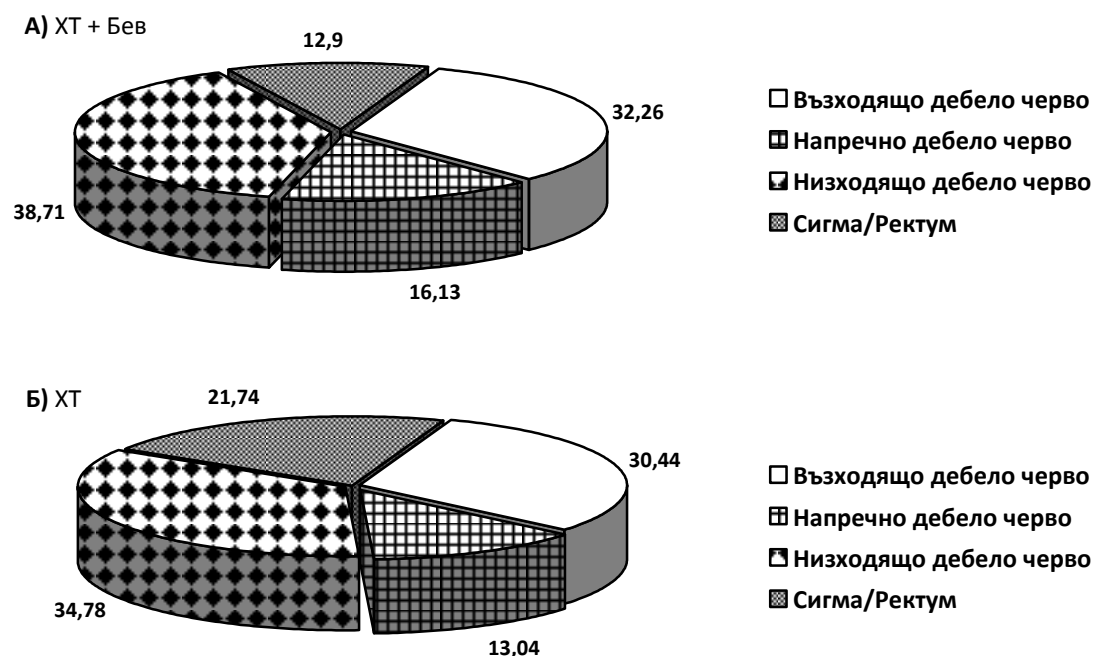 А) ХТ + Бев
12,9
32,26
38,71
16,13
Възходящо дебело черво
Напречно дебело черво
Низходящо дебело черво
Сигма/Ректум
Б) ХТ
21,74
30,44
34,78
13,04
Възходящо дебело черво
Напречно дебело черво
Низходящо дебело черво
Сигма/Ректум